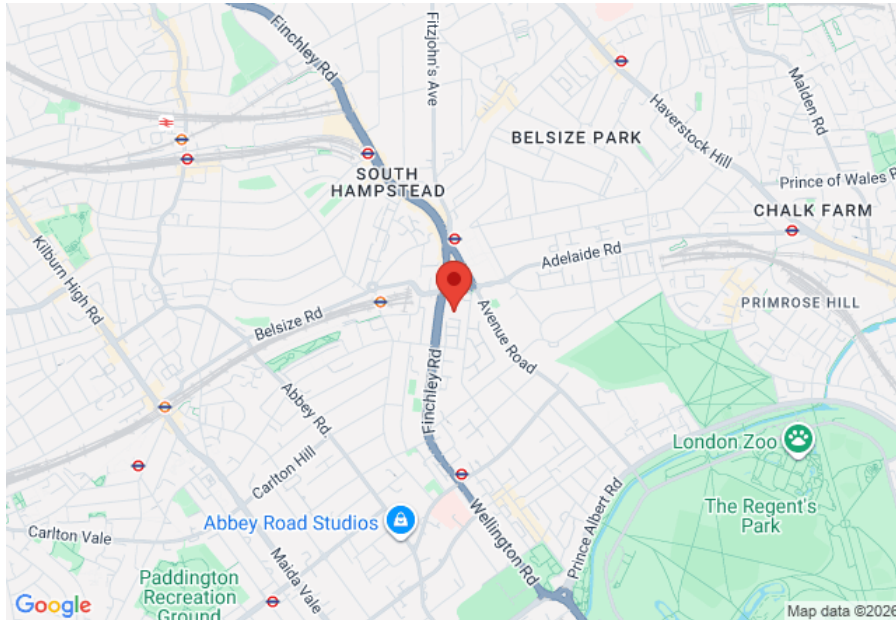 Finchley Rd
Fitzjohn's Ave
Malden Rd
BELSIZE PARK
Haverstock Hill
SOUTH
HAMPSTEAD
Prince of Wales R
CHALK FARM
Kilburn High Rd
Adelaide Rd
PRIMROSE HILL
Belsize Rd
Avenue Road
Finchley Rd
Abbey Rd.
London Zoo
Carlton Hill
Prince Albert Rd
The Regent's
Park
Abbey Road Studios
Wellington Rd
Carlton Vale
Maida Vale
Paddington
Recreation
Ground
Google
Map data ©2026